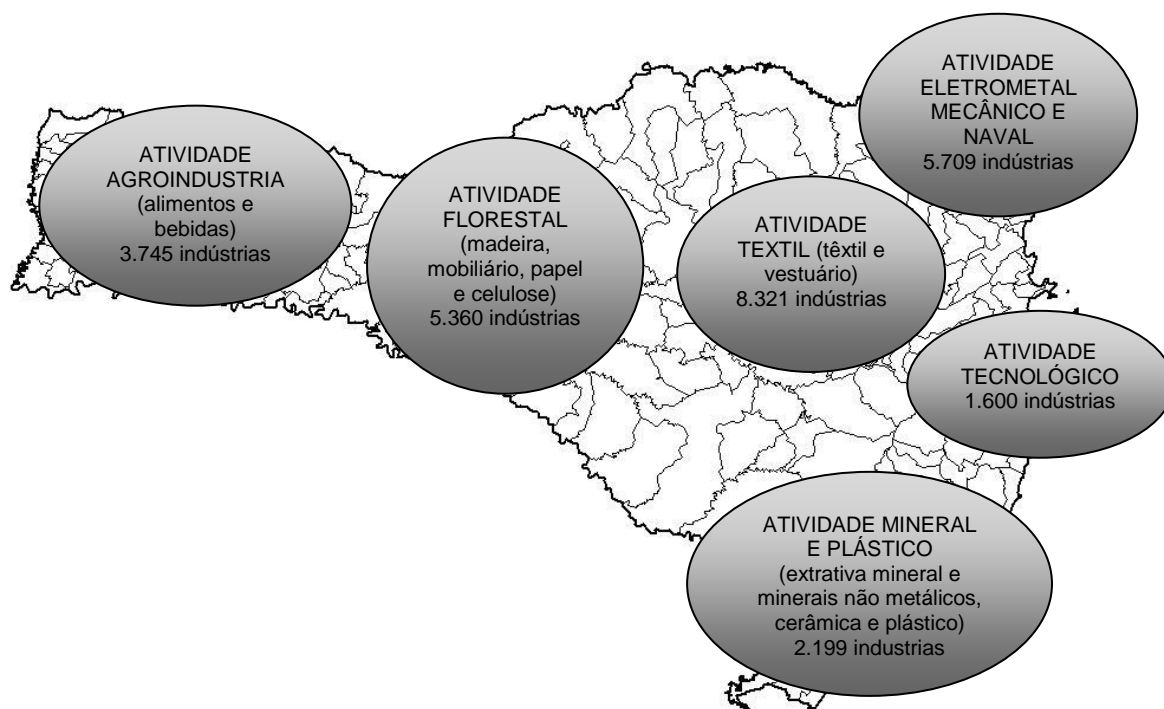 ATIVIDADE
AGROINDUSTRIA
(alimentos e
bebidas)
3.745 indústrias
ATIVIDADE
FLORESTAL
(madeira,
mobiliário, papel
e celulose)
5.360 indústrias
ATIVIDADE
TEXTIL (têxtil e
vestuário)
8.321 indústrias
ATIVIDADE
ELETROMETAL
MECÂNICO E
NAVAL
5.709 indústrias
ATIVIDADE
TECNOLÓGICO
1.600 indústrias
ATIVIDADE MINERAL
E PLÁSTICO
(extrativa mineral e
minerais não metálicos,
cerâmica e plástico)
2.199 industrias